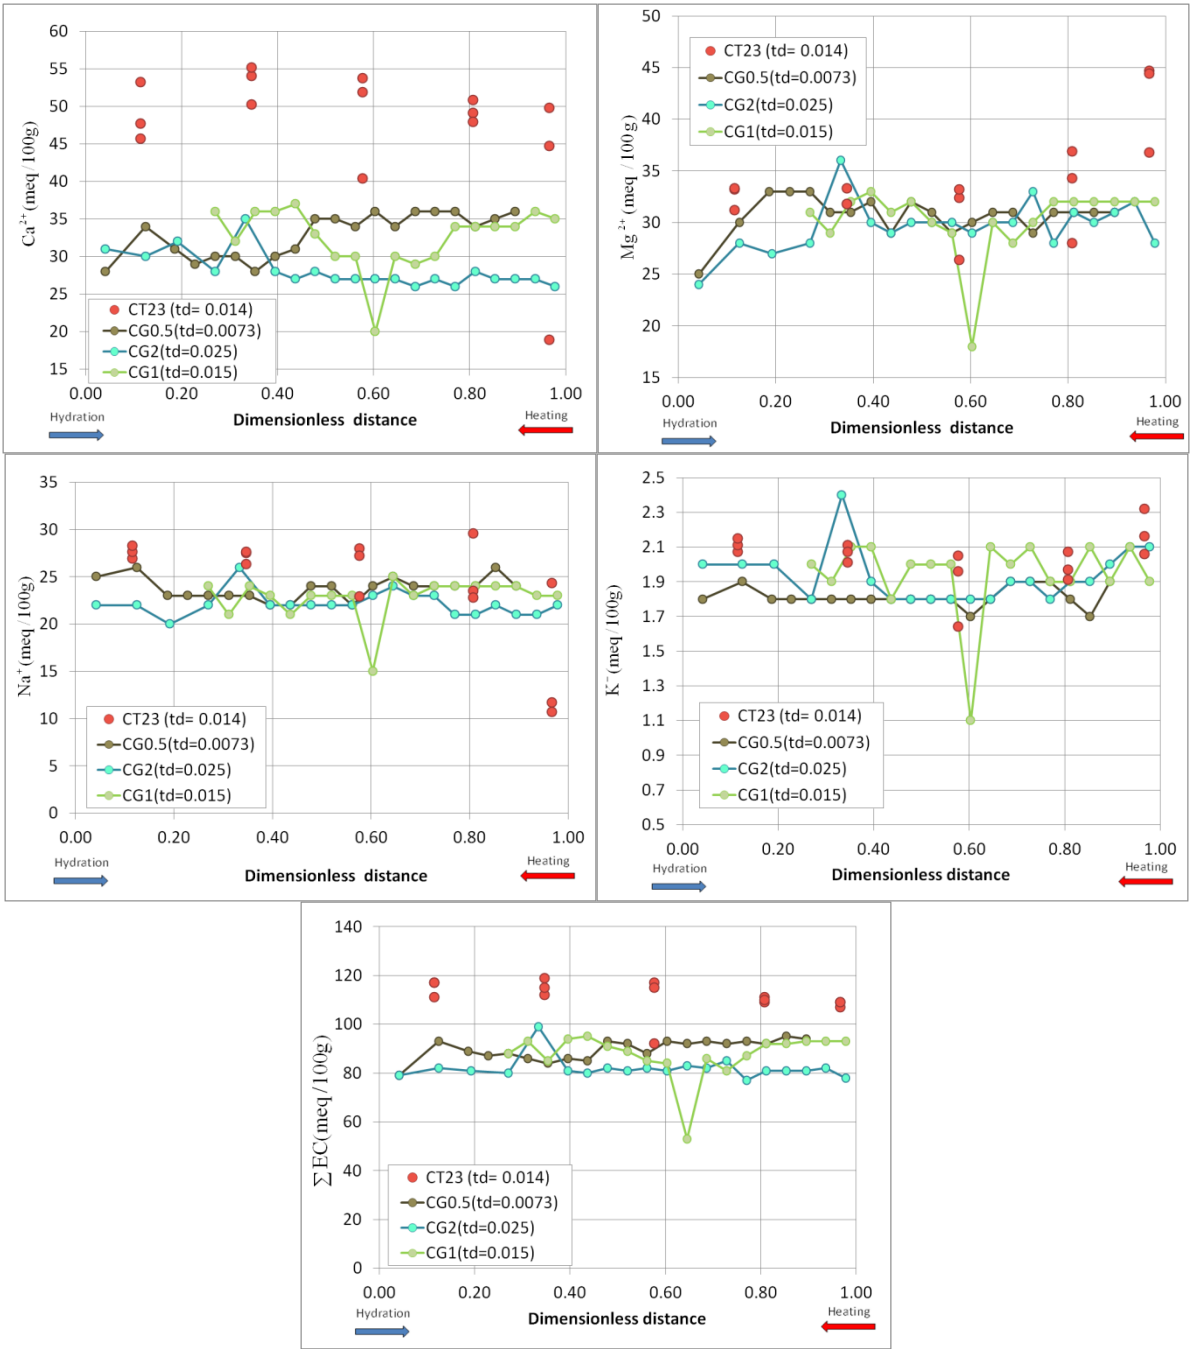 60
55
50
45
40
35
30
25
20
15
Ca²⁺ (meq/100g)
CT23 (td= 0.014)
CG0.5(td=0.0073)
CG2(td=0.025)
CG1(td=0.015)
0.00 0.20 0.40 0.60 0.80 1.00
Hydration
Dimensionless distance
Heating
50
45
40
35
30
25
20
15
Mg²⁺ (meq/100g)
CT23 (td= 0.014)
CG0.5(td=0.0073)
CG2(td=0.025)
CG1(td=0.015)
0.00 0.20 0.40 0.60 0.80 1.00
Hydration
Dimensionless distance
Heating
35
30
25
20
15
10
5
0
Na⁺ (meq/100g)
CT23 (td= 0.014)
CG0.5(td=0.0073)
CG2(td=0.025)
CG1(td=0.015)
0.00 0.20 0.40 0.60 0.80 1.00
Hydration
Dimensionless distance
Heating
2.5
2.3
2.1
1.9
1.7
1.5
1.3
1.1
0.9
0.7
0.5
K⁻ (meq/100g)
CT23 (td= 0.014)
CG0.5(td=0.0073)
CG2(td=0.025)
CG1(td=0.015)
0.00 0.20 0.40 0.60 0.80 1.00
Hydration
Dimensionless distance
Heating
140
120
100
80
60
40
20
0
∑EC(meq/100g)
CT23 (td= 0.014)
CG0.5(td=0.0073)
CG2(td=0.025)
CG1(td=0.015)
0.00 0.20 0.40 0.60 0.80 1.00
Hydration
Dimensionless distance
Heating